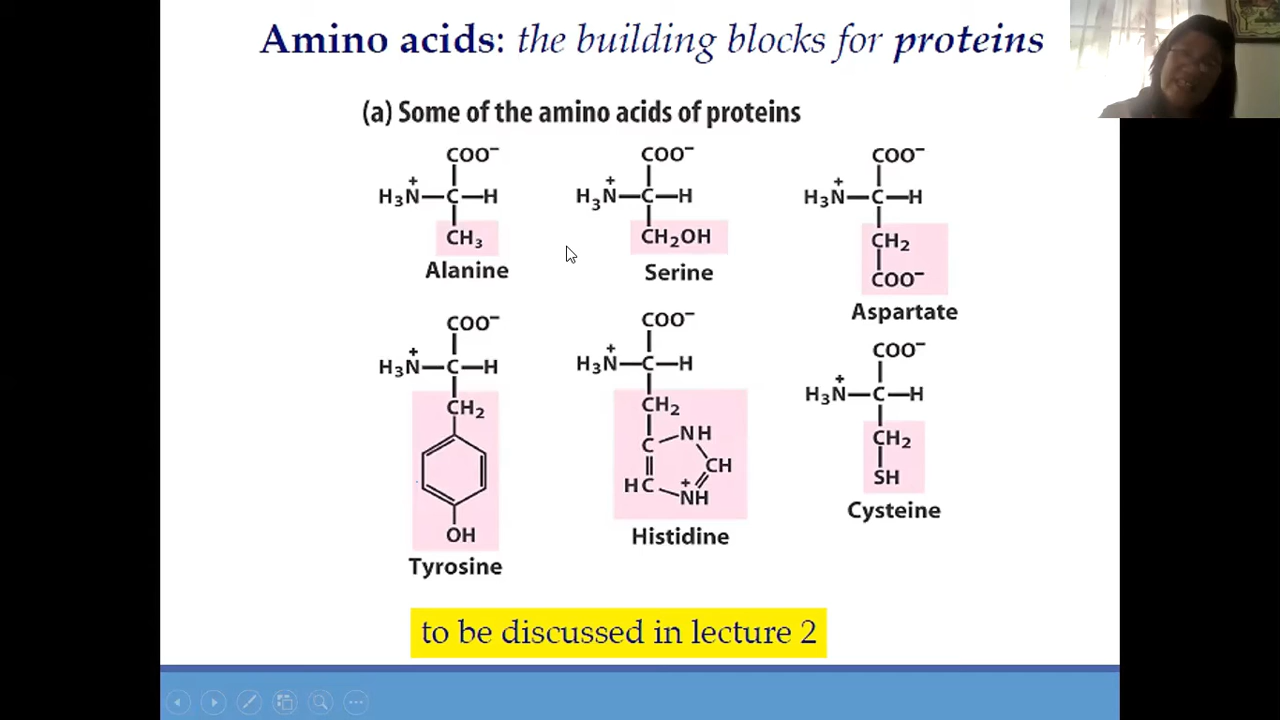 Amino acids: the building blocks for proteins
(a) Some of the amino acids of proteins
COO⁻
H₃N⁺—C—H
CH₃
Alanine
COO⁻
H₃N⁺—C—H
CH₂OH
Serine
COO⁻
H₃N⁺—C—H
CH₂
COO⁻
Aspartate
COO⁻
H₃N⁺—C—H
CH₂
OH
Tyrosine
COO⁻
H₃N⁺—C—H
CH₂
C NH
CH
HC NH⁺
Histidine
COO⁻
H₃N⁺—C—H
CH₂
SH
Cysteine
to be discussed in lecture 2